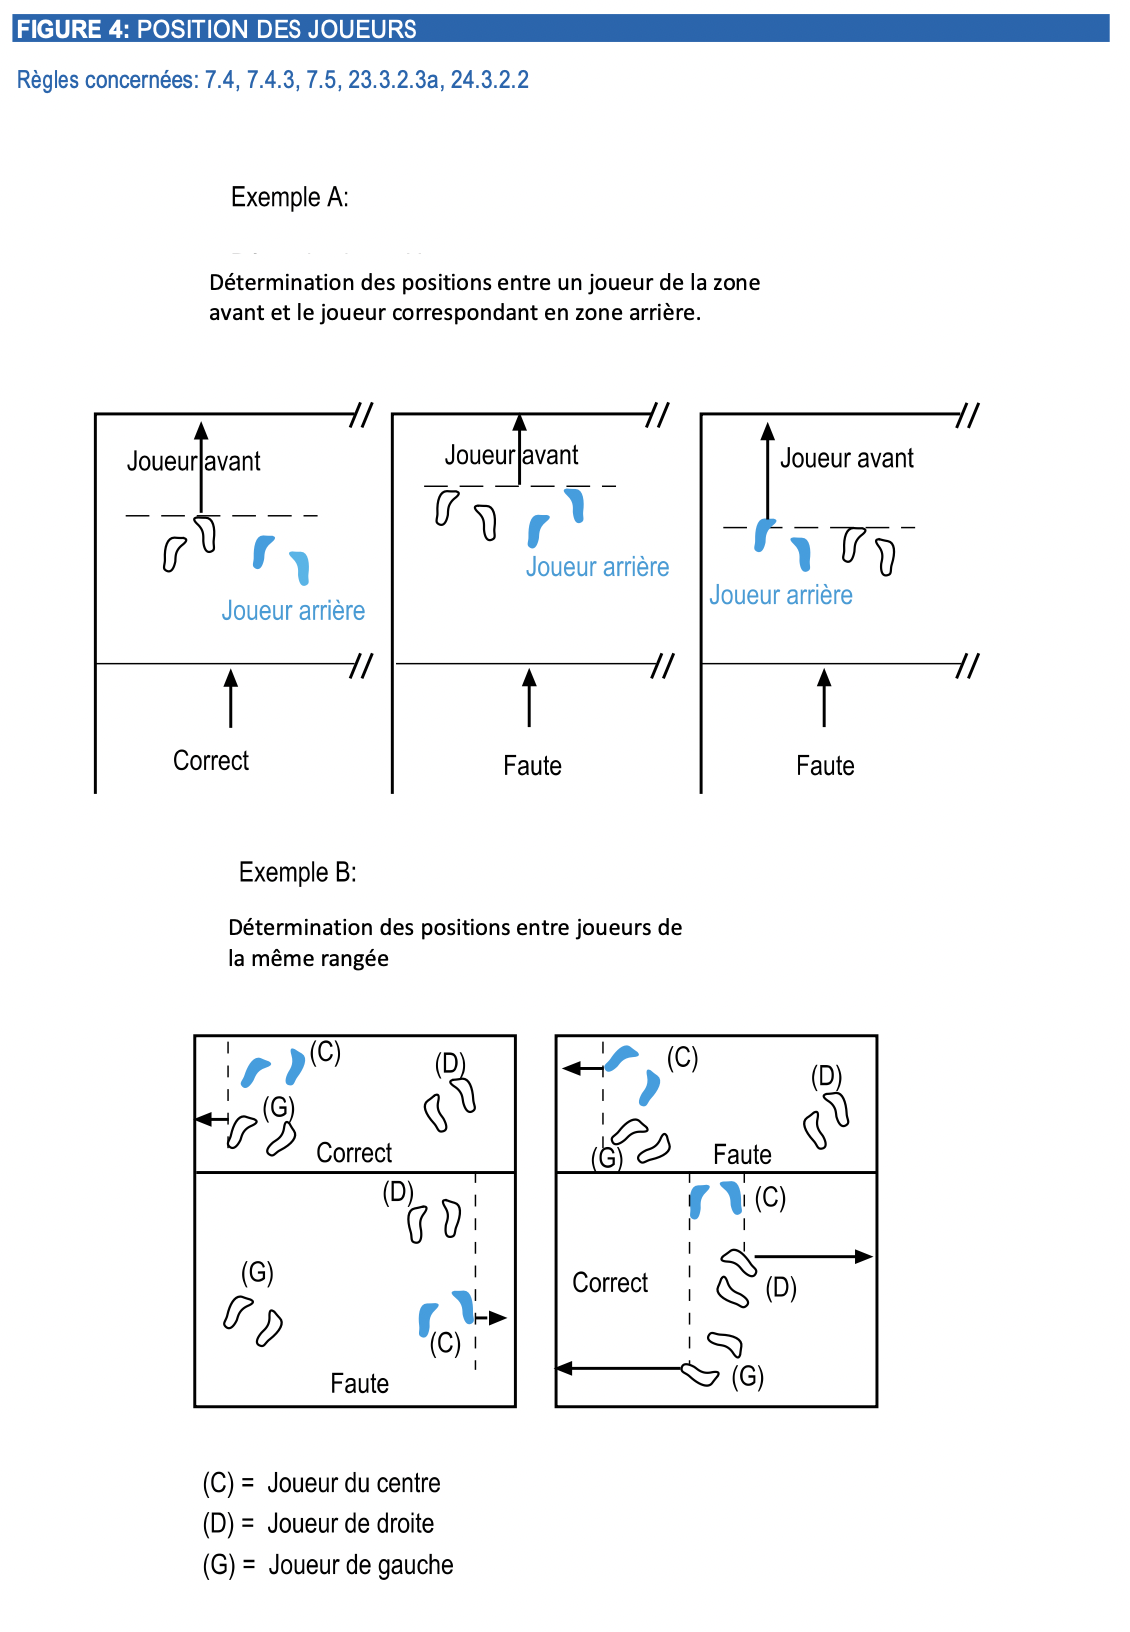 FIGURE 4: POSITION DES JOUEURS
Règles concernées: 7.4, 7.4.3, 7.5, 23.3.2.3a, 24.3.2.2
Exemple A:
Détermination des positions entre un joueur de la zone
avant et le joueur correspondant en zone arrière.
Joueur avant
Joueur arrière
Correct
Joueur avant
Joueur arrière
Faute
Joueur avant
Joueur arrière
Faute
Exemple B:
Détermination des positions entre joueurs de
la même rangée
(C)
(D)
(G)
Correct
(C)
(D)
(G)
Faute
(D)
(G)
(C)
Faute
(C)
Correct
(D)
(G)
(C) = Joueur du centre
(D) = Joueur de droite
(G) = Joueur de gauche